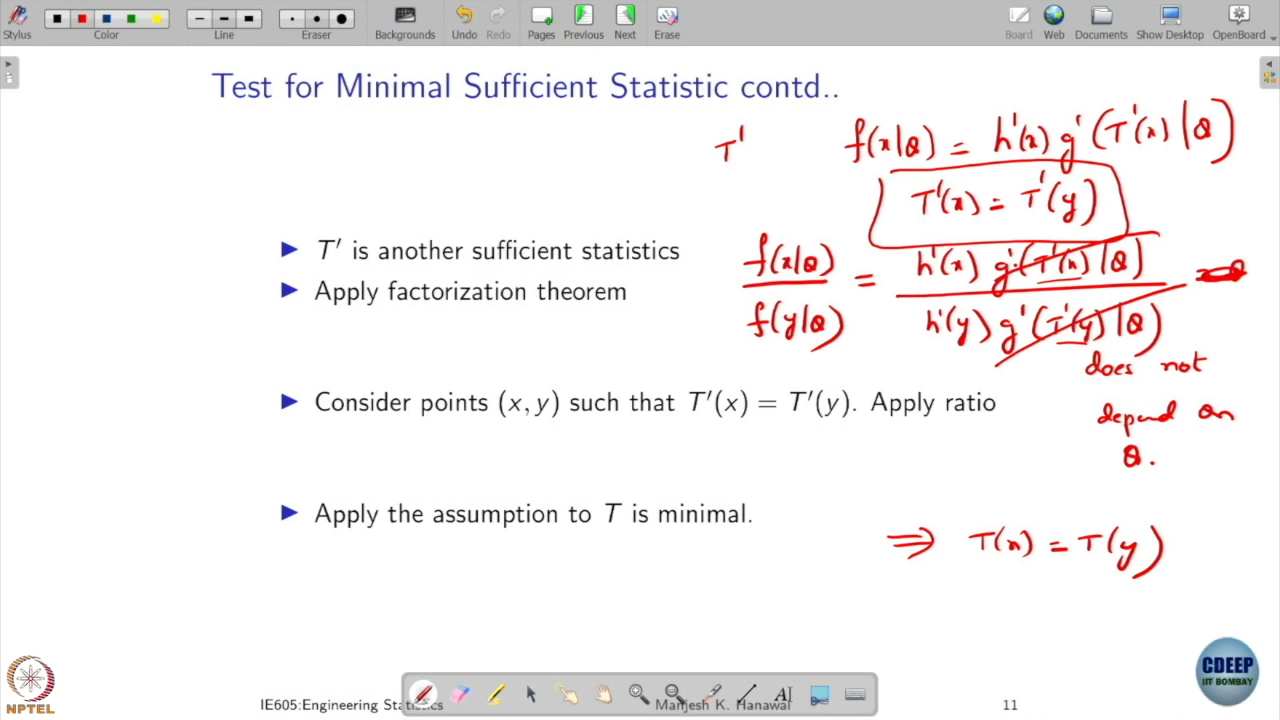 Stylus
Color
Line
Eraser
Backgrounds
Undo
Redo
Pages
Previous
Next
Erase
Board
Web
Documents
Show Desktop
OpenBoard
Test for Minimal Sufficient Statistic contd..
T'
f(x|θ) = h'(x) g'(T'(x)|θ)
T'(x) = T'(y)
▶ T′ is another sufficient statistics
▶ Apply factorization theorem
f(x|θ)/f(y|θ) = h'(x) g'(T'(x)|θ)/h'(y) g'(T'(y)|θ)
does not
depend on
θ.
▶ Consider points (x, y) such that T′(x) = T′(y). Apply ratio
▶ Apply the assumption to T is minimal.
⇒ T(x) = T(y)
NPTEL
IE605:Engineering Statistics
Manjesh K. Hanawal
11
CDEEP
IIT BOMBAY